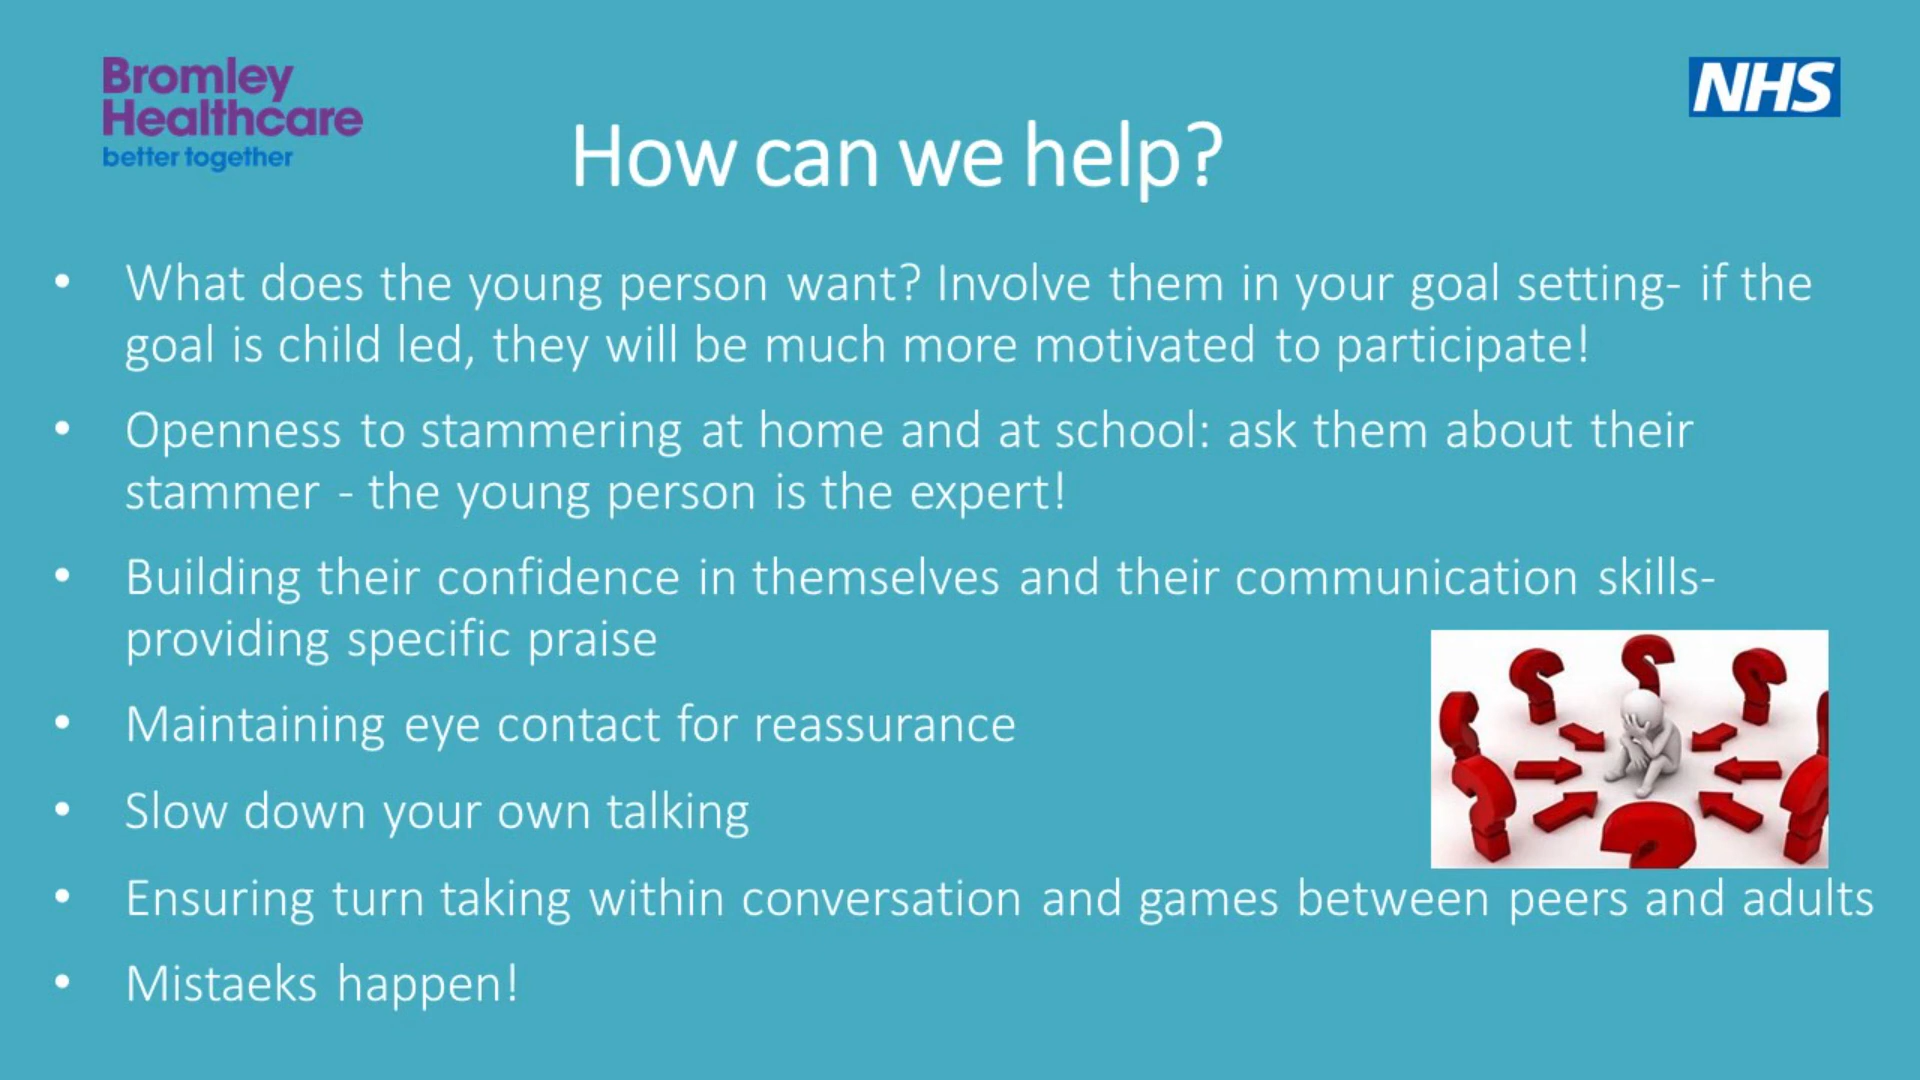 Bromley
Healthcare
better together
NHS
How can we help?
• What does the young person want? Involve them in your goal setting- if the
goal is child led, they will be much more motivated to participate!
• Openness to stammering at home and at school: ask them about their
stammer - the young person is the expert!
• Building their confidence in themselves and their communication skills-
providing specific praise
• Maintaining eye contact for reassurance
• Slow down your own talking
• Ensuring turn taking within conversation and games between peers and adults
• Mistaeks happen!